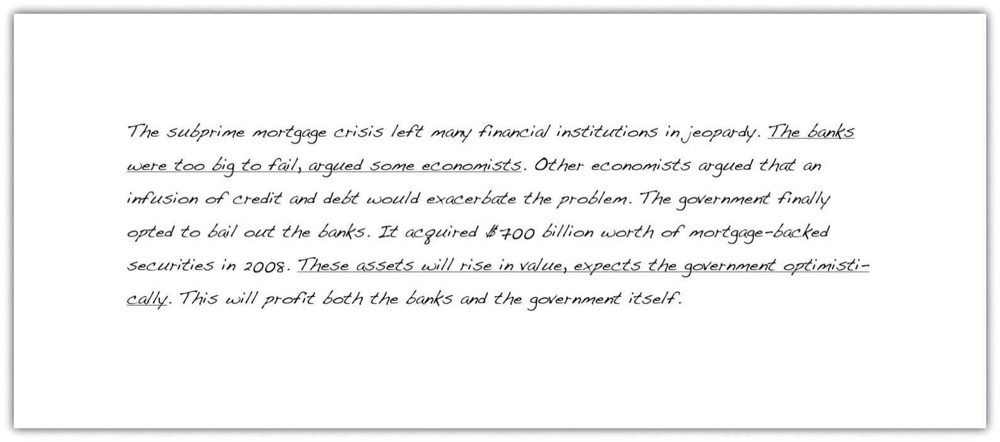 The subprime mortgage crisis left many financial institutions in jeopardy. The banks
were too big to fail, argued some economists. Other economists argued that an
infusion of credit and debt would exacerbate the problem. The government finally
opted to bail out the banks. It acquired $700 billion worth of mortgage-backed
securities in 2008. These assets will rise in value, expects the government optimisti-
cally. This will profit both the banks and the government itself.